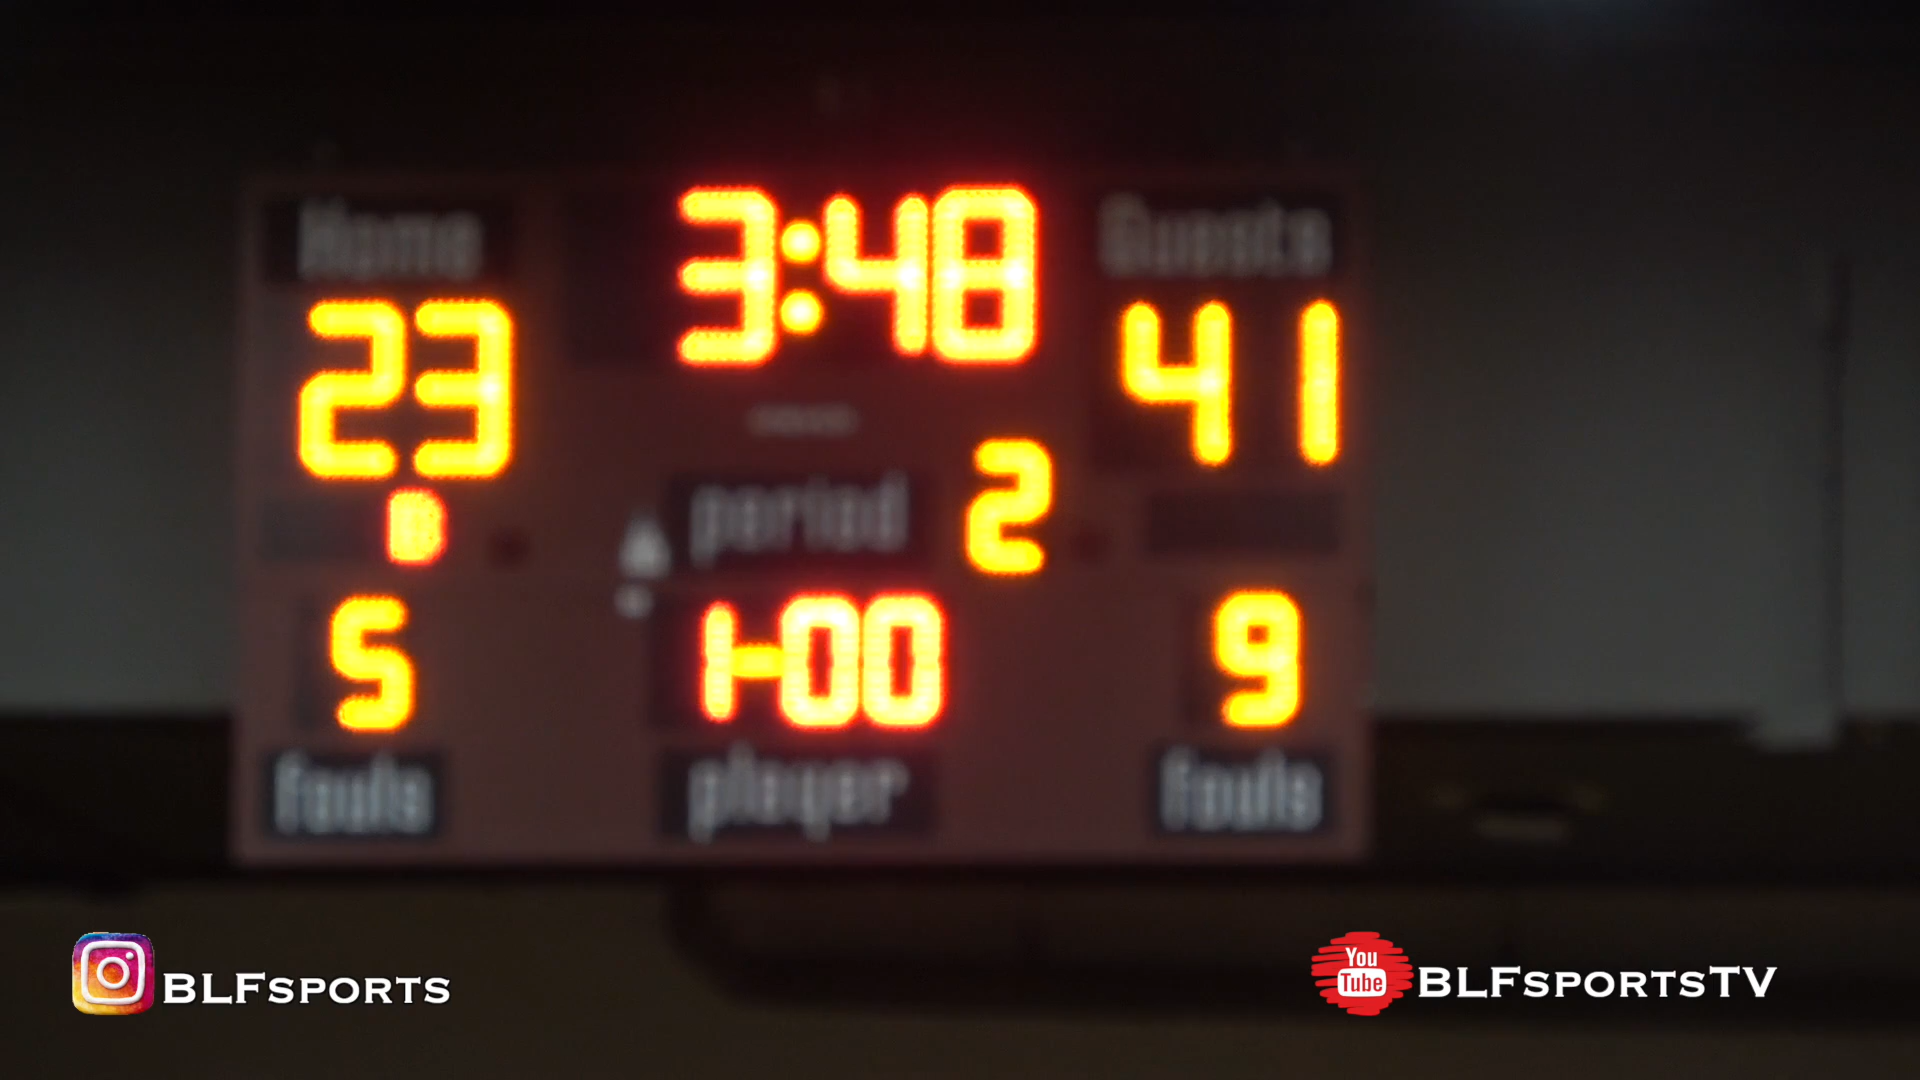 Home 3:48 Guests
23 41
B
period 2
5 1-00 9
fouls player fouls
BLFSPORTS
You Tube BLFSPORTSTV